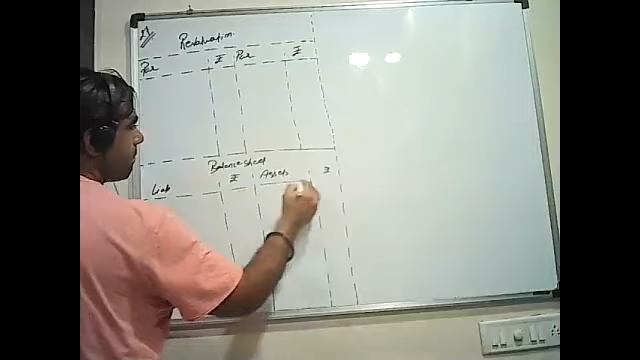 Revaluation
Par ₹ Par ₹
Balance sheet
Liab ₹ Assets ₹